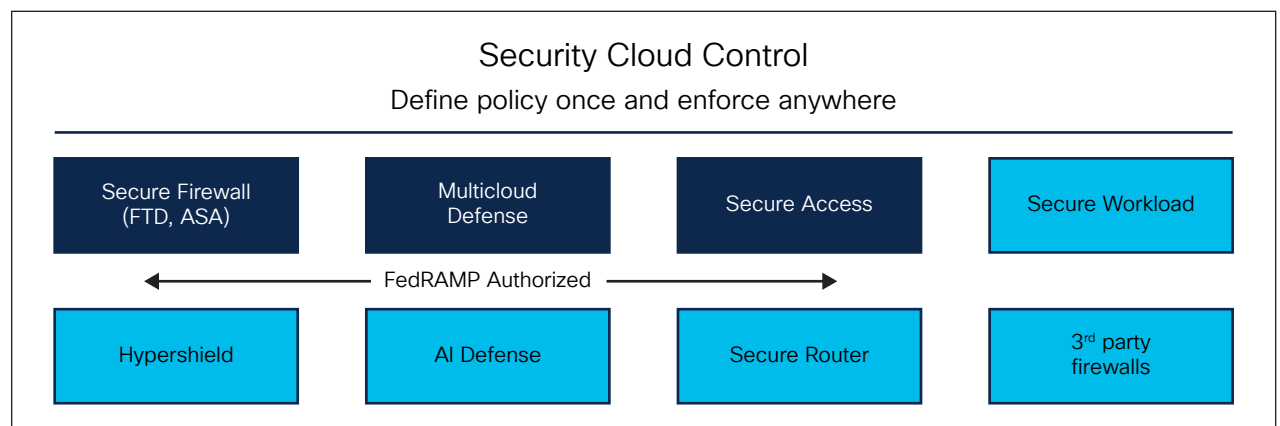 Security Cloud Control
Define policy once and enforce anywhere
Secure Firewall
(FTD, ASA)
Multicloud
Defense
Secure Access
Secure Workload
FedRAMP Authorized
Hypershield
AI Defense
Secure Router
3rd party
firewalls